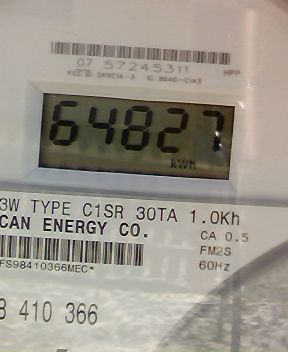 07 57245311
HPP
64827
KWH
3W TYPE C1SR 30TA 1.0Kh
CAN ENERGY CO.
CA 0.5
FM2S
60Hz
FS98410366MEC*
8 410 366